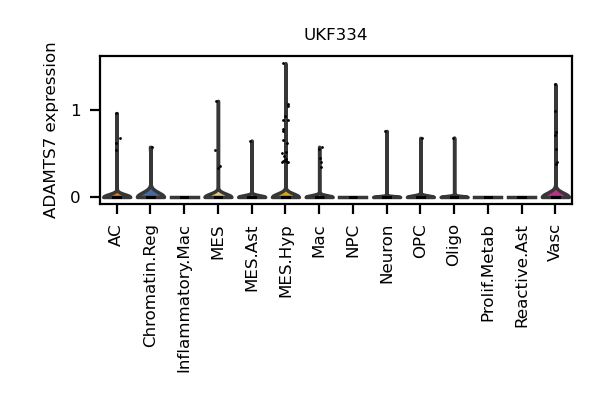 UKF334
ADAMTS7 expression
1
0
AC
Chromatin.Reg
Inflammatory.Mac
MES
MES.Ast
MES.Hyp
Mac
NPC
Neuron
OPC
Oligo
Prolif.Metab
Reactive.Ast
Vasc